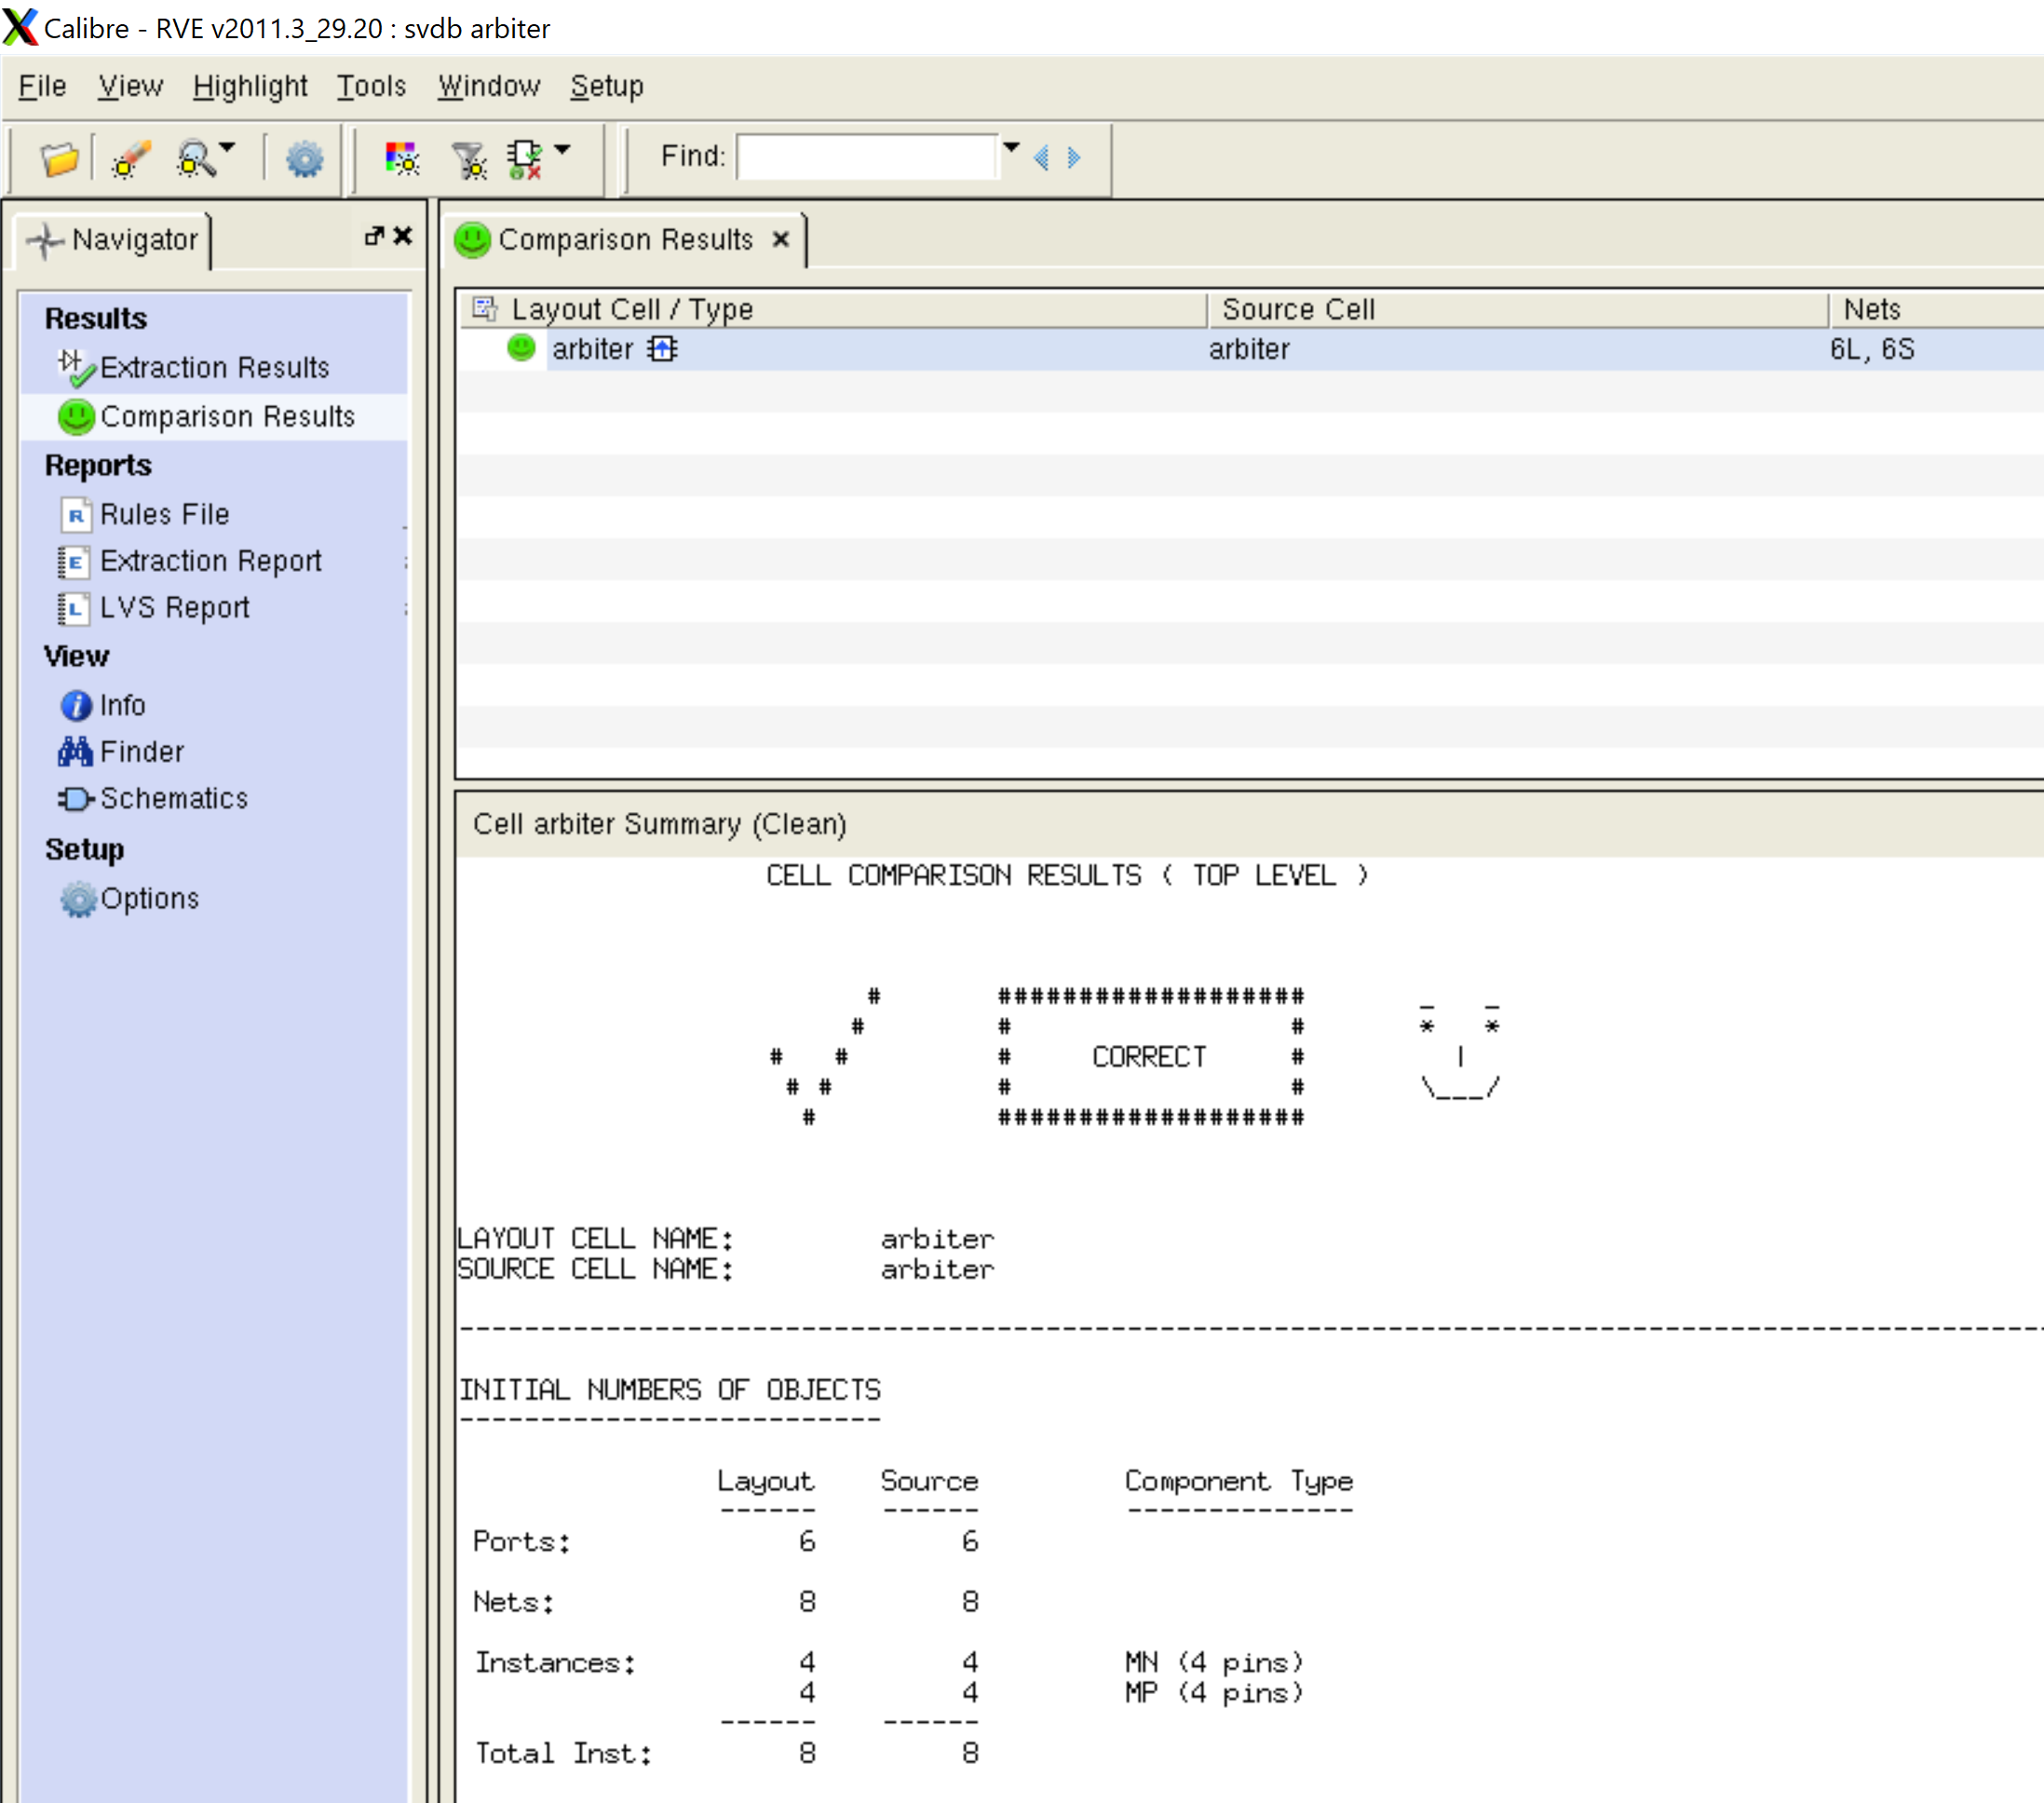 Calibre - RVE v2011.3_29.20 : svdb arbiter
File View Highlight Tools Window Setup
Find:
Navigator
Results
Extraction Results
Comparison Results
Reports
Rules File
Extraction Report
LVS Report
View
Info
Finder
Schematics
Setup
Options
Comparison Results
Layout Cell / Type Source Cell Nets
arbiter arbiter 6L, 6S
Cell arbiter Summary (Clean)
CELL COMPARISON RESULTS ( TOP LEVEL )
# ################### _ _
# # # * *
# # # CORRECT # |
# # # # \___/
# ###################
LAYOUT CELL NAME: arbiter
SOURCE CELL NAME: arbiter
INITIAL NUMBERS OF OBJECTS
--------------------------
Layout Source Component Type
------ ------ --------------
Ports: 6 6
Nets: 8 8
Instances: 4 4 MN (4 pins)
4 4 MP (4 pins)
------ ------
Total Inst: 8 8